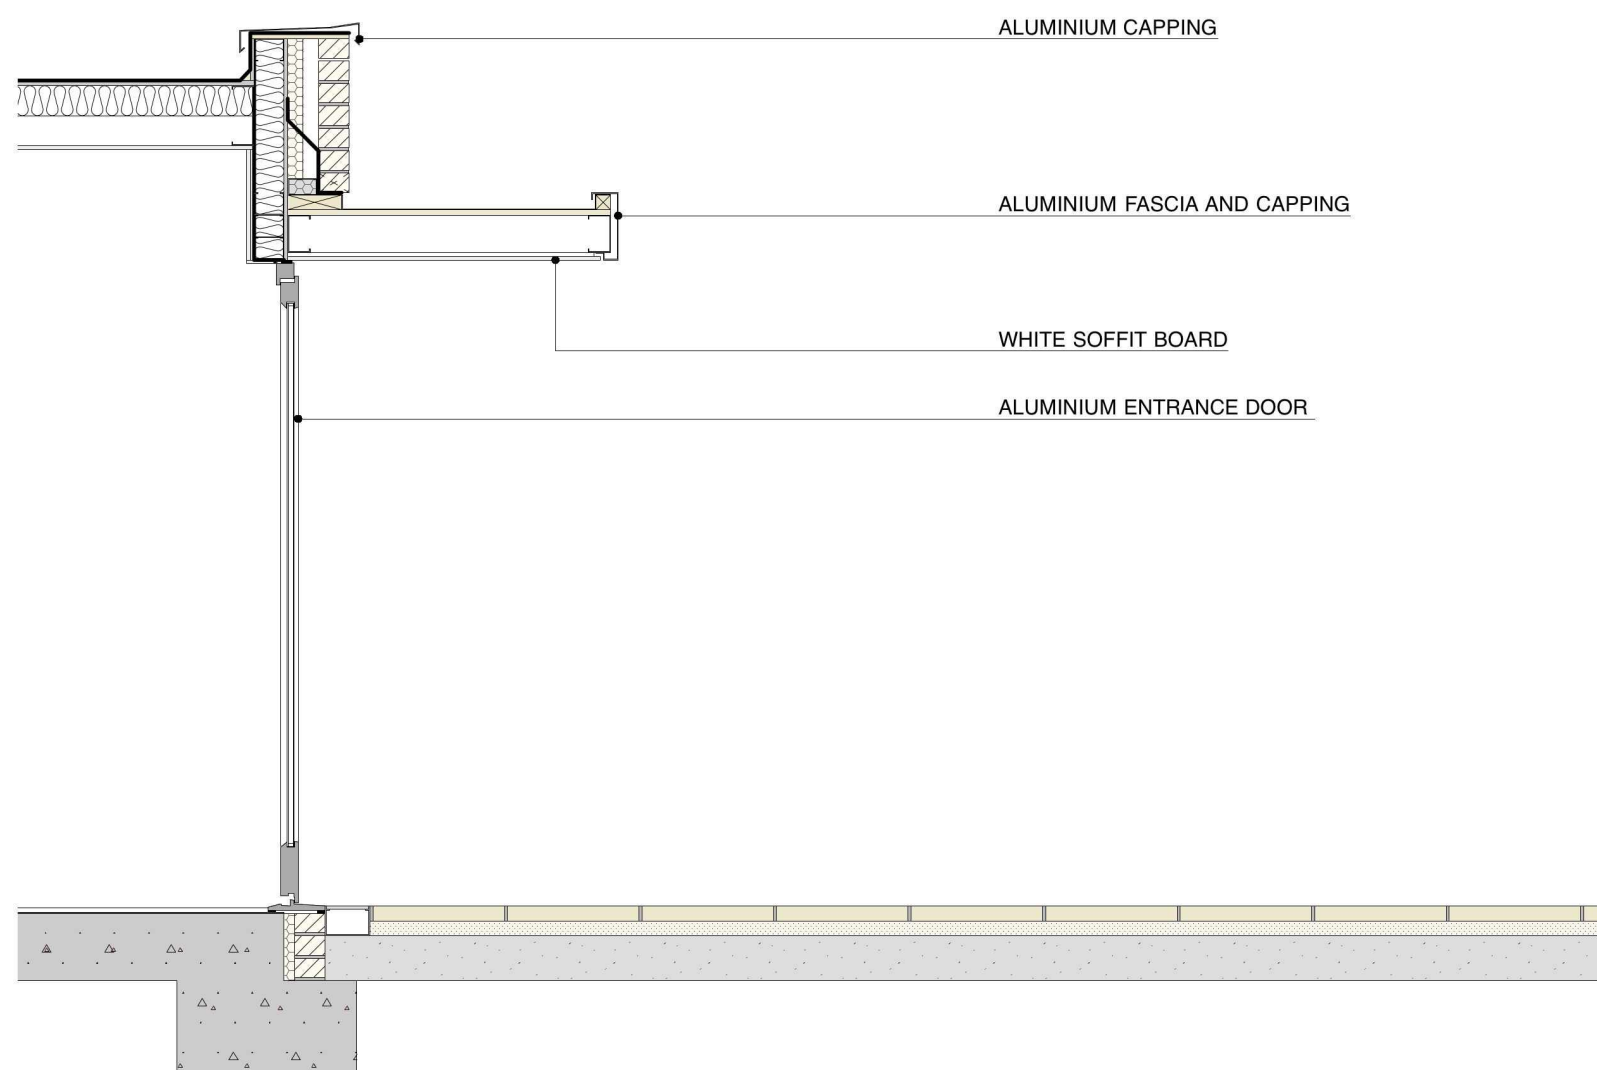 ALUMINIUM CAPPING
ALUMINIUM FASCIA AND CAPPING
WHITE SOFFIT BOARD
ALUMINIUM ENTRANCE DOOR